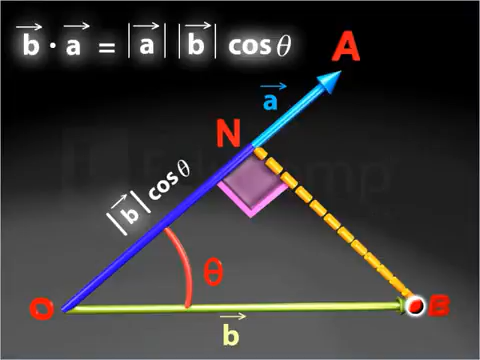 b⃗ · a⃗ = |a⃗| |b⃗| cos θ
A
a⃗
N
|b⃗| cos θ
θ
O
B
b⃗